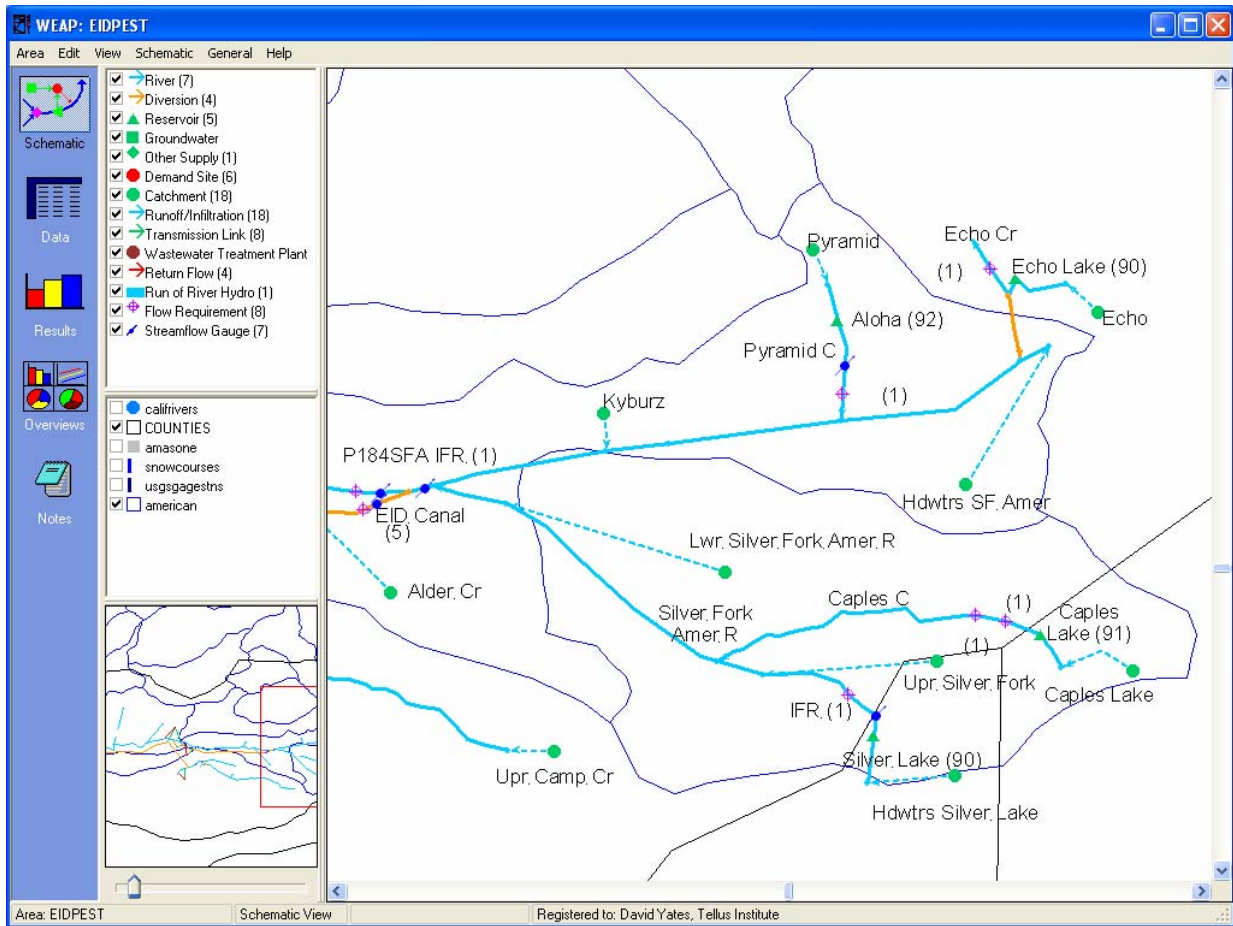 WEAP: EIDPEST
Area Edit View Schematic General Help
Schematic
Data
Results
Overviews
Notes
River (7)
Diversion (4)
Reservoir (5)
Groundwater
Other Supply (1)
Demand Site (6)
Catchment (18)
Runoff/Infiltration (18)
Transmission Link (8)
Wastewater Treatment Plant
Return Flow (4)
Run of River Hydro (1)
Flow Requirement (8)
Streamflow Gauge (7)
califrivers
COUNTIES
amasone
snowcourses
usgsgagestns
american
Pyramid
Echo Cr
(1)
Echo Lake (90)
Echo
Aloha (92)
Pyramid C
(1)
Kyburz
P184SFA IFR. (1)
EID. Canal
(5)
Hdwtrs SF. Amer
Lwr. Silver. Fork. Amer. R
Alder. Cr
Silver. Fork
Amer. R
Caples C
(1)
Caples
Lake (91)
(1)
Upr. Silver. Fork
Caples Lake
IFR. (1)
Silver. Lake (90)
Upr. Camp. Cr
Hdwtrs Silver. Lake
Area: EIDPEST
Schematic View
Registered to: David Yates, Tellus Institute